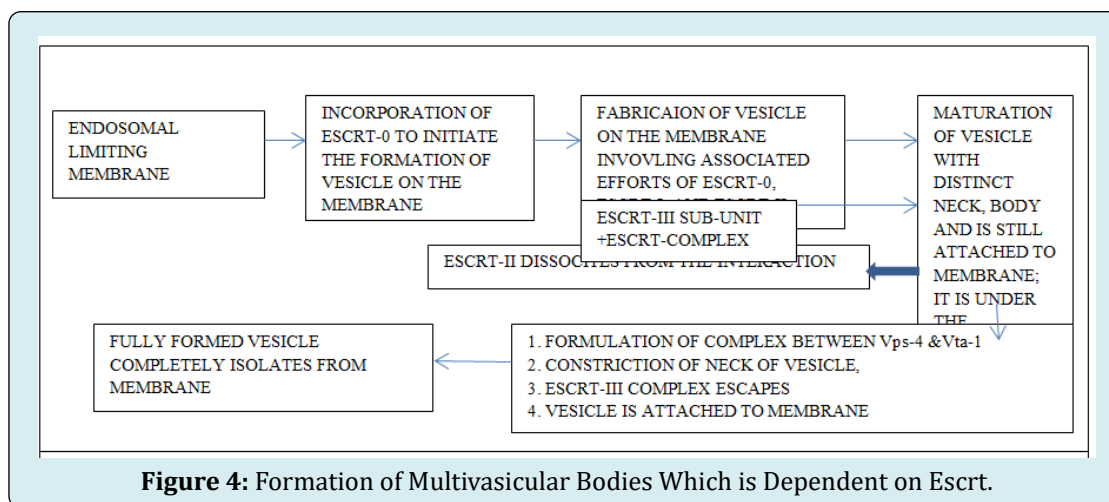 ENDOSOMAL
LIMITING
MEMBRANE
INCORPORATION OF
ESCRT-0 TO INITIATE
THE FORMATION OF
VESICLE ON THE
MEMBRANE
FABRICAION OF VESICLE
ON THE MEMBRANE
INVOVLING ASSOCIATED
EFFORTS OF ESCRT-0,
ESCRT-III SUB-UNIT
+ESCRT-COMPLEX
MATURATION
OF VESICLE
WITH
DISTINCT
NECK, BODY
AND IS STILL
ATTACHED TO
MEMBRANE;
IT IS UNDER
THE
ESCRT-II DISSOCITES FROM THE INTERACTION
1. FORMULATION OF COMPLEX BETWEEN Vps-4 &Vta-1
2. CONSTRICTION OF NECK OF VESICLE,
3. ESCRT-III COMPLEX ESCAPES
4. VESICLE IS ATTACHED TO MEMBRANE
FULLY FORMED VESICLE
COMPLETELY ISOLATES FROM
MEMBRANE
Figure 4: Formation of Multivasicular Bodies Which is Dependent on Escrt.